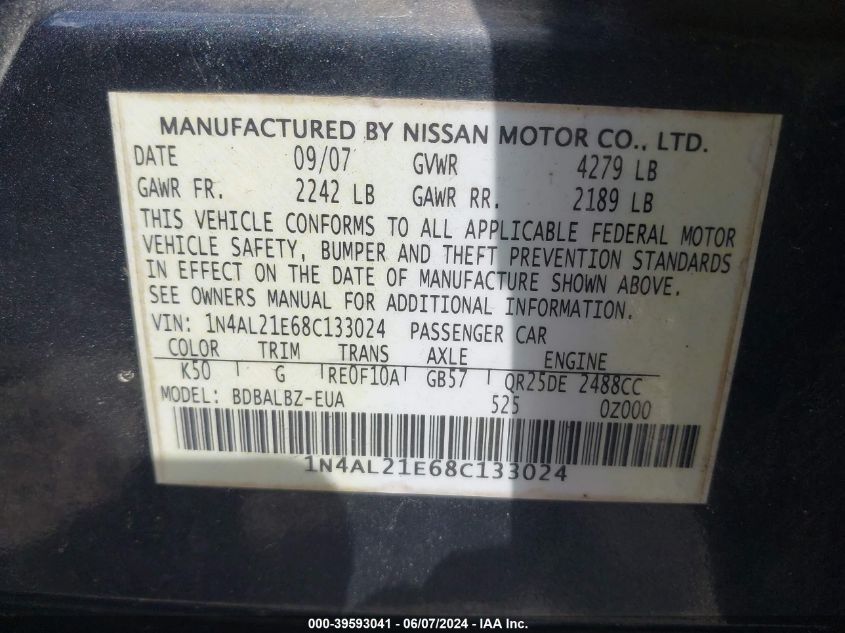 MANUFACTURED BY NISSAN MOTOR CO., LTD.
DATE 09/07 GVWR 4279 LB
GAWR FR. 2242 LB GAWR RR. 2189 LB
THIS VEHICLE CONFORMS TO ALL APPLICABLE FEDERAL MOTOR
VEHICLE SAFETY, BUMPER AND THEFT PREVENTION STANDARDS
IN EFFECT ON THE DATE OF MANUFACTURE SHOWN ABOVE.
SEE OWNERS MANUAL FOR ADDITIONAL INFORMATION.
VIN: 1N4AL21E68C133024 PASSENGER CAR
COLOR TRIM TRANS AXLE ENGINE
K50 G RE0F10A GB57 QR25DE 2488CC
MODEL: BDBALBZ-EUA 525 0Z000
1N4AL21E68C133024
000-39593041 - 06/07/2024 - IAA Inc.